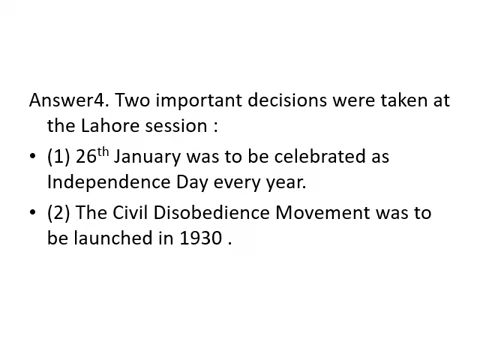 Answer4. Two important decisions were taken at
the Lahore session :
• (1) 26th January was to be celebrated as
Independence Day every year.
• (2) The Civil Disobedience Movement was to
be launched in 1930 .